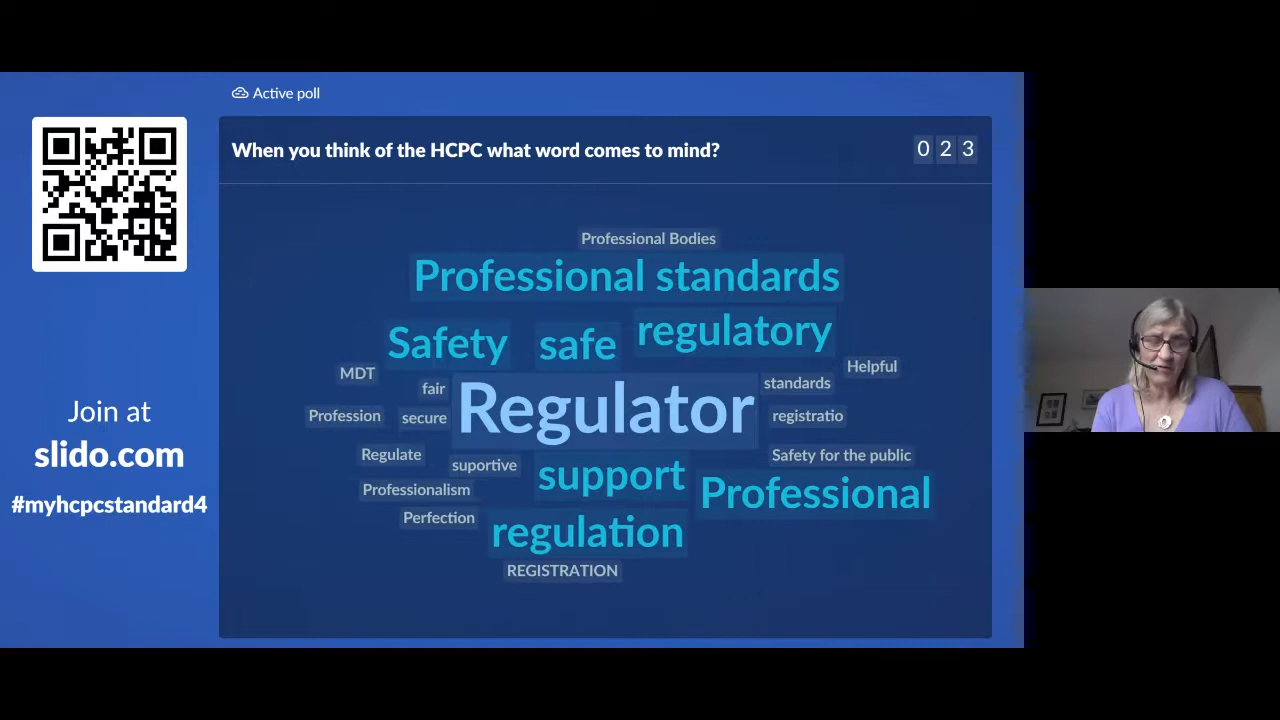 Active poll
When you think of the HCPC what word comes to mind?
0 2 3
Join at
slido.com
#myhcpcstandard4
Professional Bodies
Professional standards
Safety
safe
regulatory
MDT
fair
Regulator
standards
Helpful
Profession
secure
registratio
Regulate
suportive
support
Safety for the public
Professionalism
Professional
Perfection
regulation
REGISTRATION